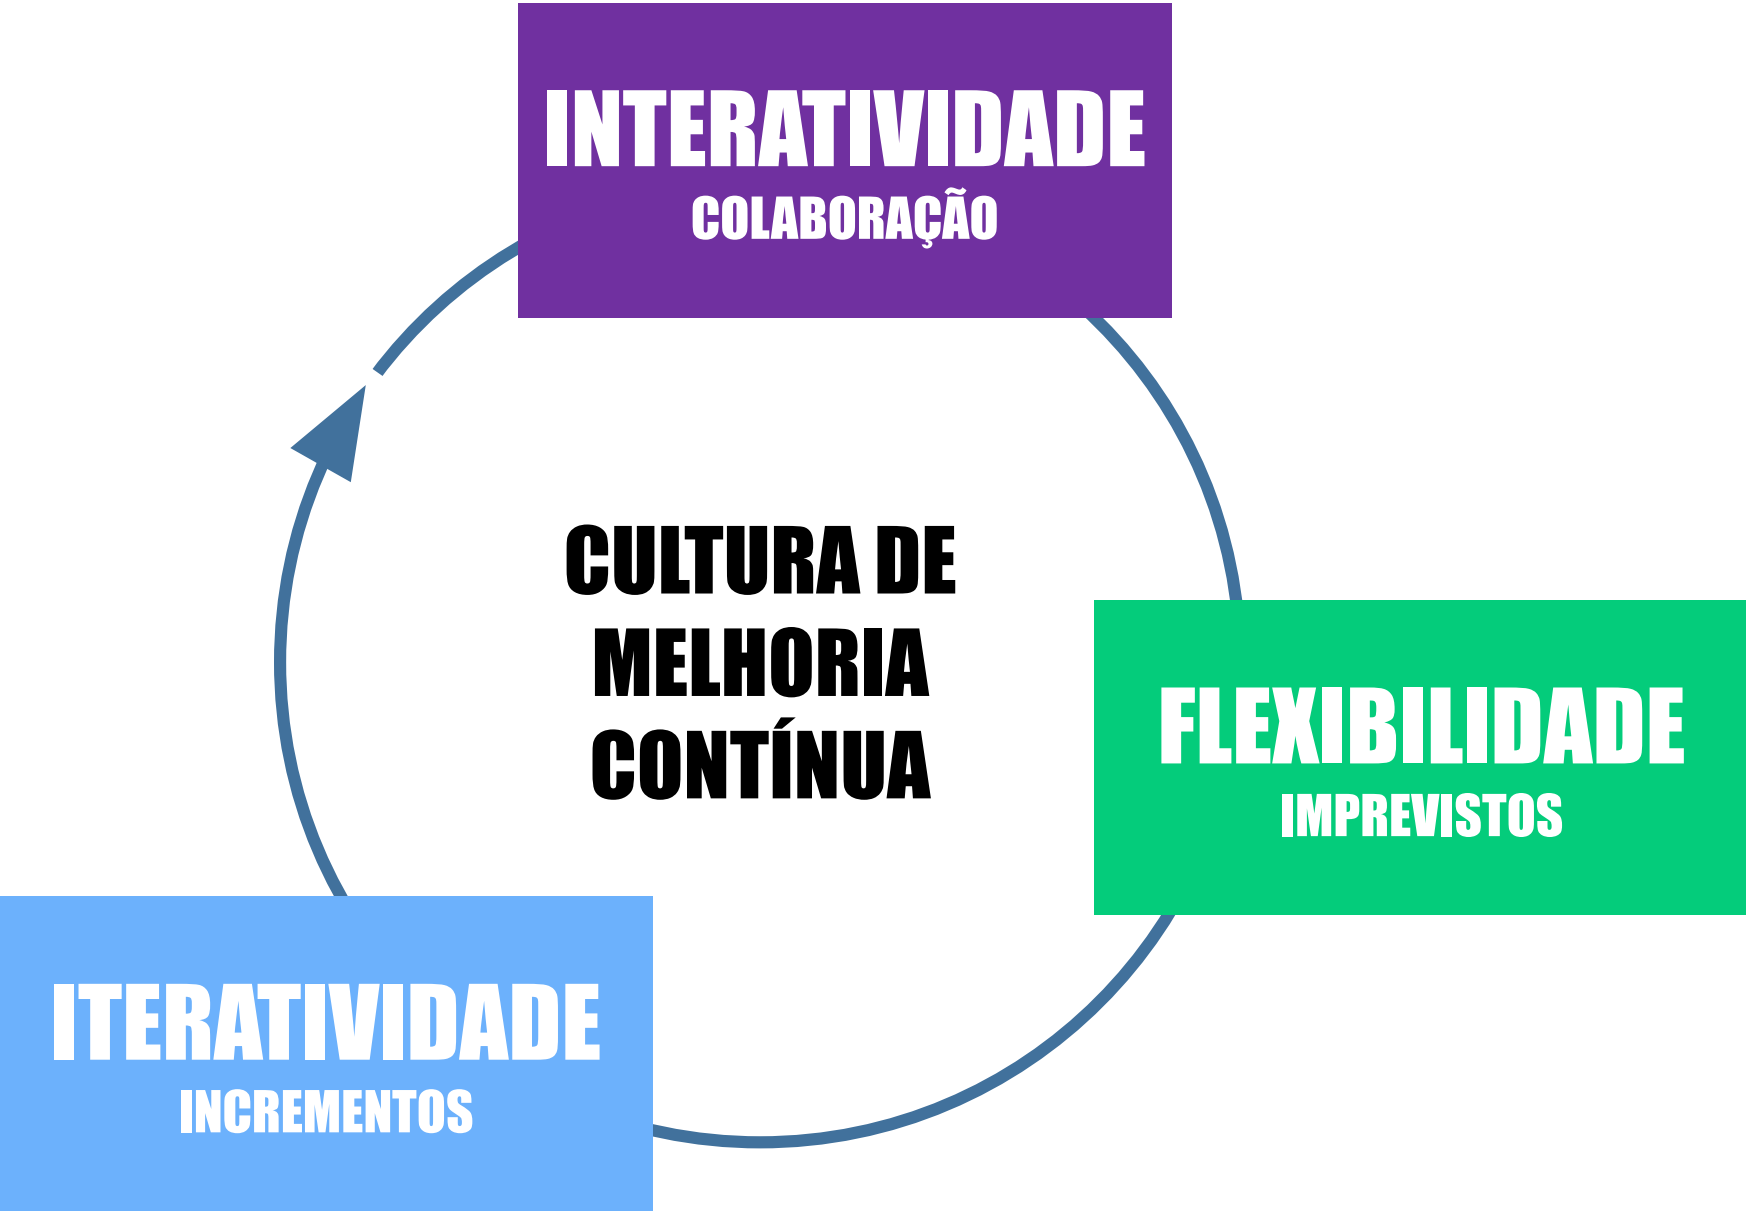 INTERATIVIDADE
COLABORAÇÃO
CULTURA DE
MELHORIA
CONTÍNUA
FLEXIBILIDADE
IMPREVISTOS
ITERATIVIDADE
INCREMENTOS